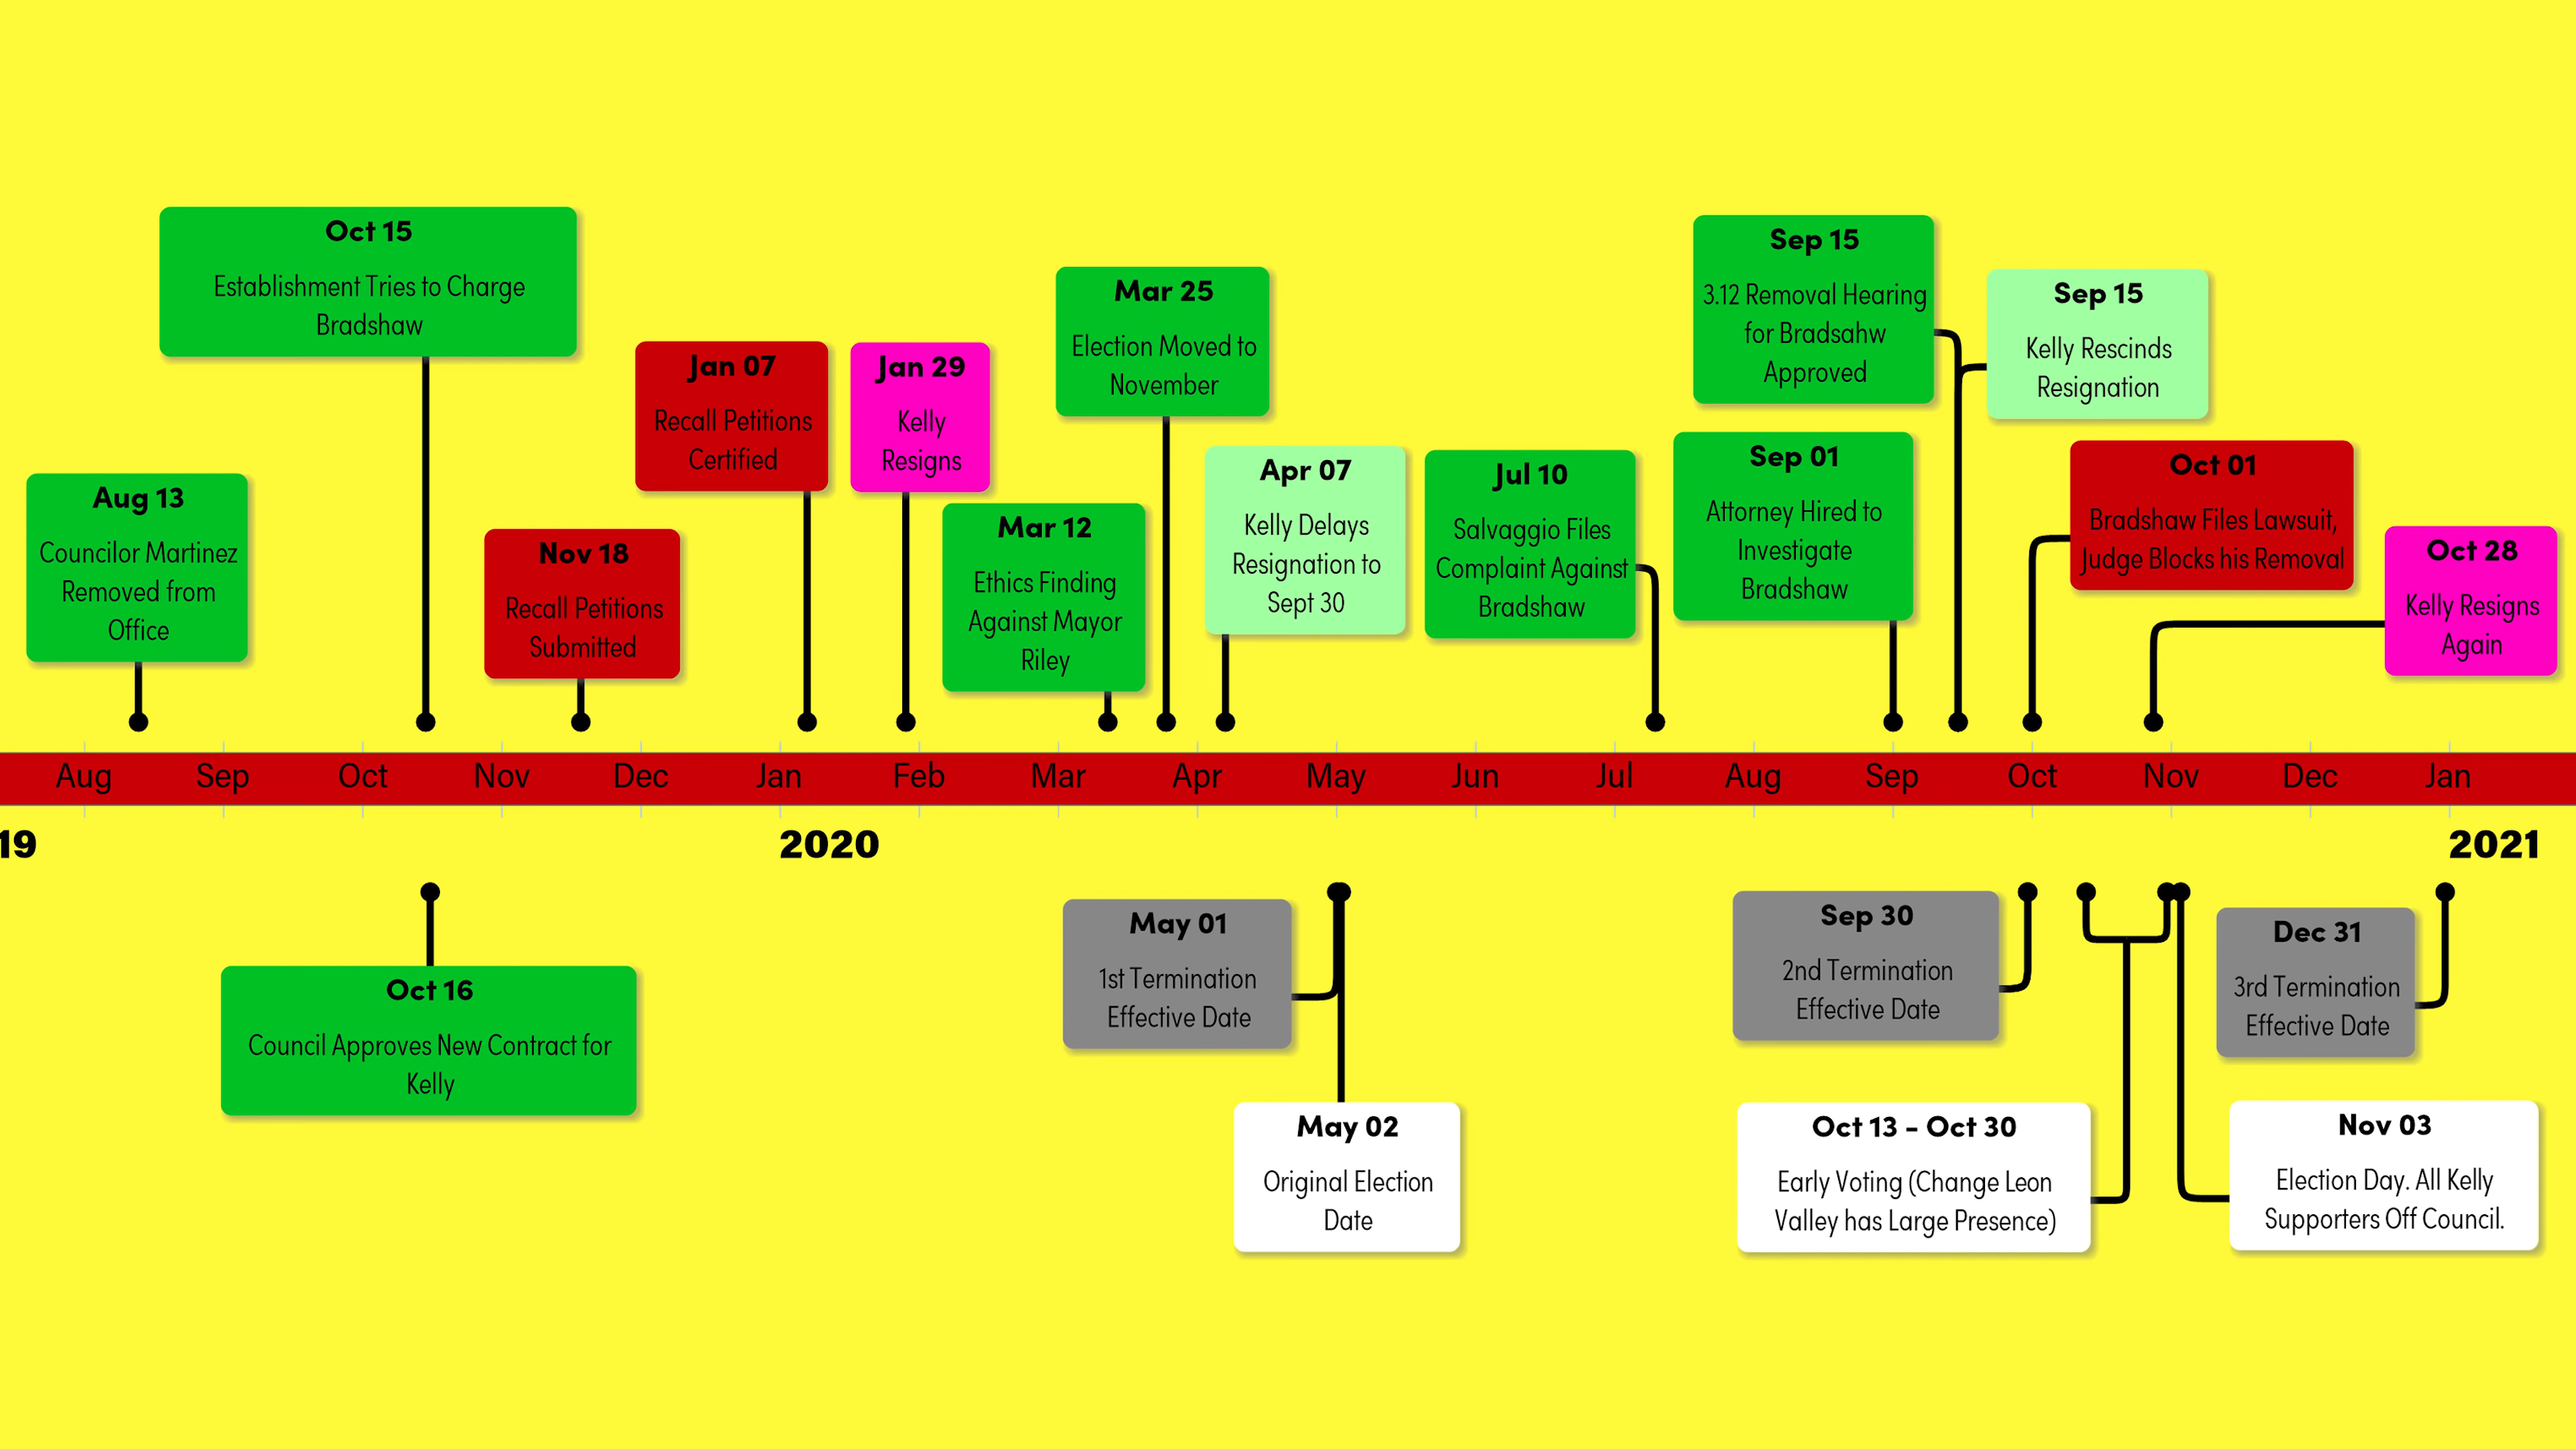 Oct 15
Establishment Tries to Charge
Bradshaw
Sep 15
3.12 Removal Hearing
for Bradsahw
Approved
Sep 15
Kelly Rescinds
Resignation
Mar 25
Election Moved to
November
Jan 07
Recall Petitions
Certified
Jan 29
Kelly
Resigns
Aug 13
Councilor Martinez
Removed from
Office
Nov 18
Recall Petitions
Submitted
Mar 12
Ethics Finding
Against Mayor
Riley
Apr 07
Kelly Delays
Resignation to
Sept 30
Jul 10
Salvaggio Files
Complaint Against
Bradshaw
Sep 01
Attorney Hired to
Investigate
Bradshaw
Oct 01
Bradshaw Files Lawsuit,
Judge Blocks his Removal
Oct 28
Kelly Resigns
Again
Aug Sep Oct Nov Dec Jan Feb Mar Apr May Jun Jul Aug Sep Oct Nov Dec Jan
19 2020 2021
Oct 16
Council Approves New Contract for
Kelly
May 01
1st Termination
Effective Date
May 02
Original Election
Date
Sep 30
2nd Termination
Effective Date
Dec 31
3rd Termination
Effective Date
Oct 13 - Oct 30
Early Voting (Change Leon
Valley has Large Presence)
Nov 03
Election Day. All Kelly
Supporters Off Council.